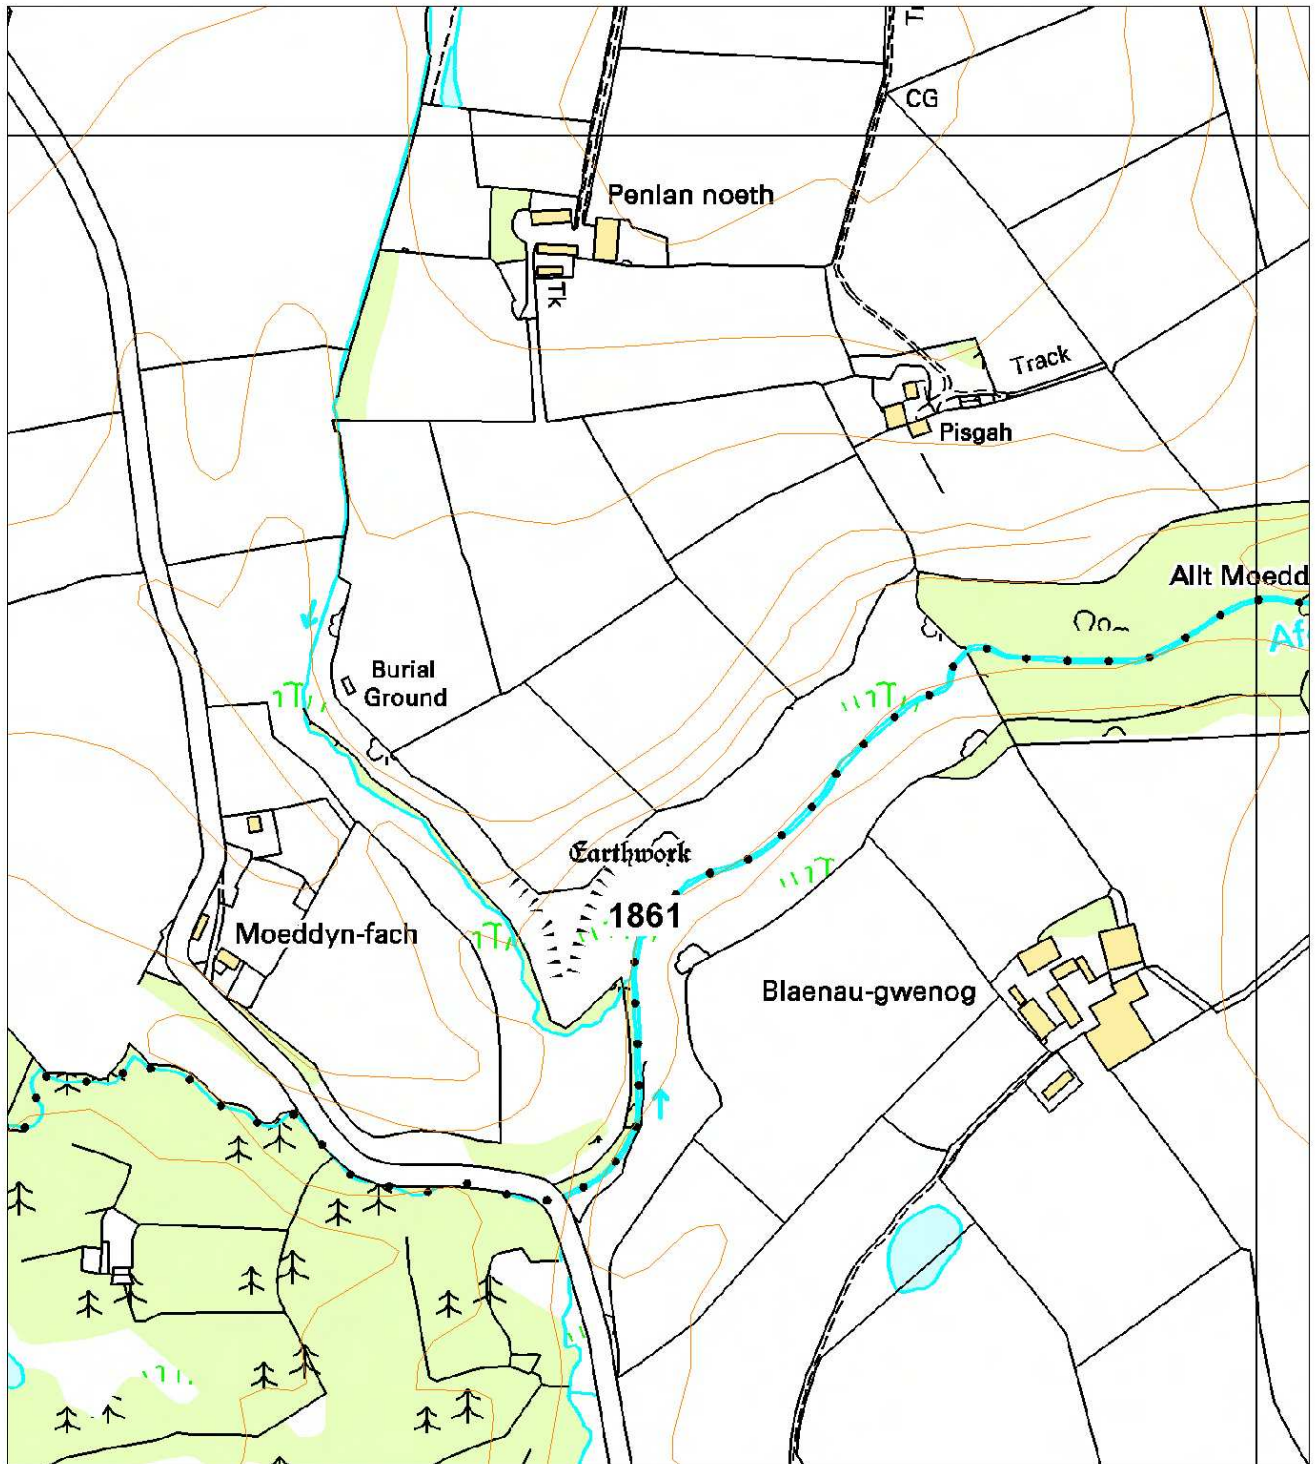 CG
Penlan noeth
Tk
Track
Pisgah
Allt Moedd
Burial
Ground
Earthwork
1861
Moeddyn-fach
Blaenau-gwenog